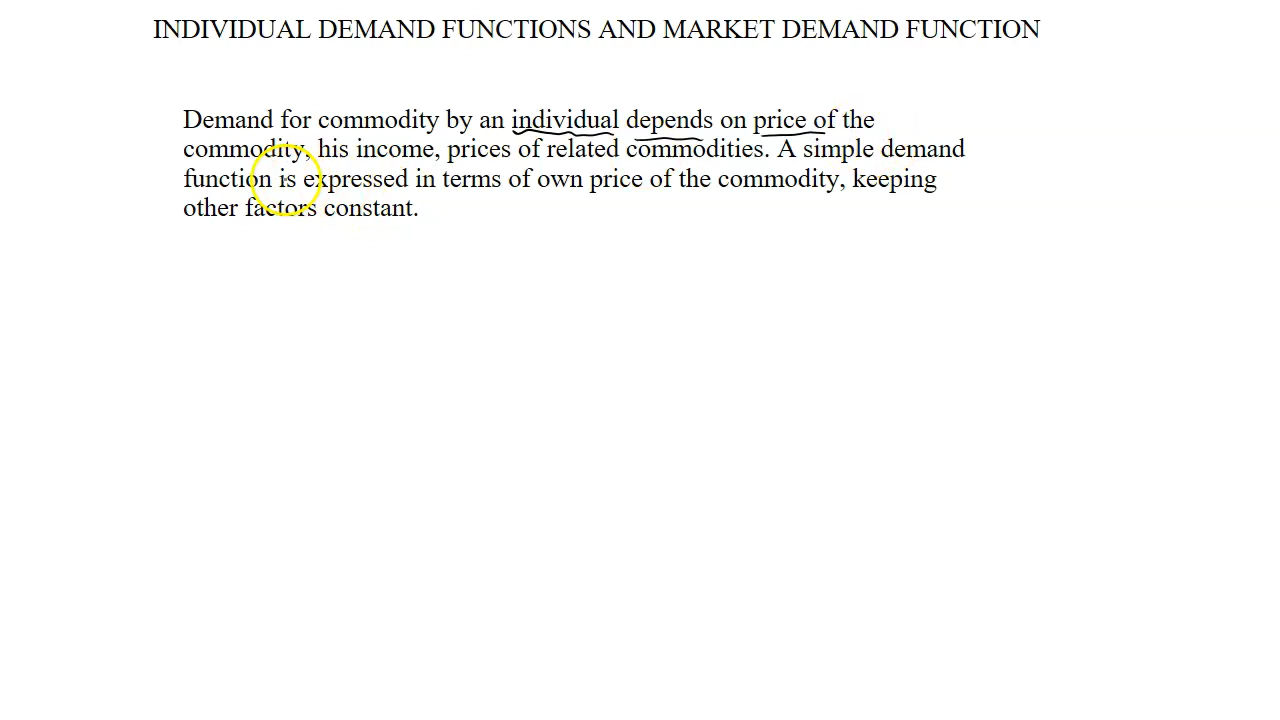 INDIVIDUAL DEMAND FUNCTIONS AND MARKET DEMAND FUNCTION
Demand for commodity by an individual depends on price of the
commodity, his income, prices of related commodities. A simple demand
function is expressed in terms of own price of the commodity, keeping
other factors constant.